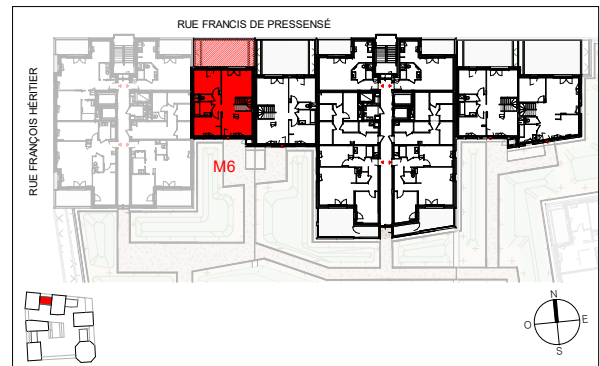 RUE FRANCIS DE PRESSENSÉ
RUE FRANÇOIS HÉRITIER
M6
N
O
E
S